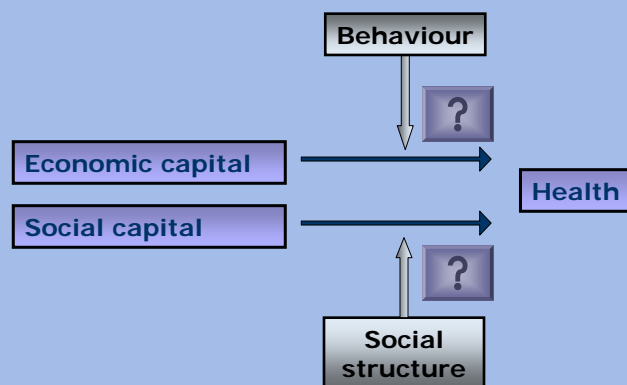 Behaviour
?
Economic capital
Health
Social capital
?
Social
structure